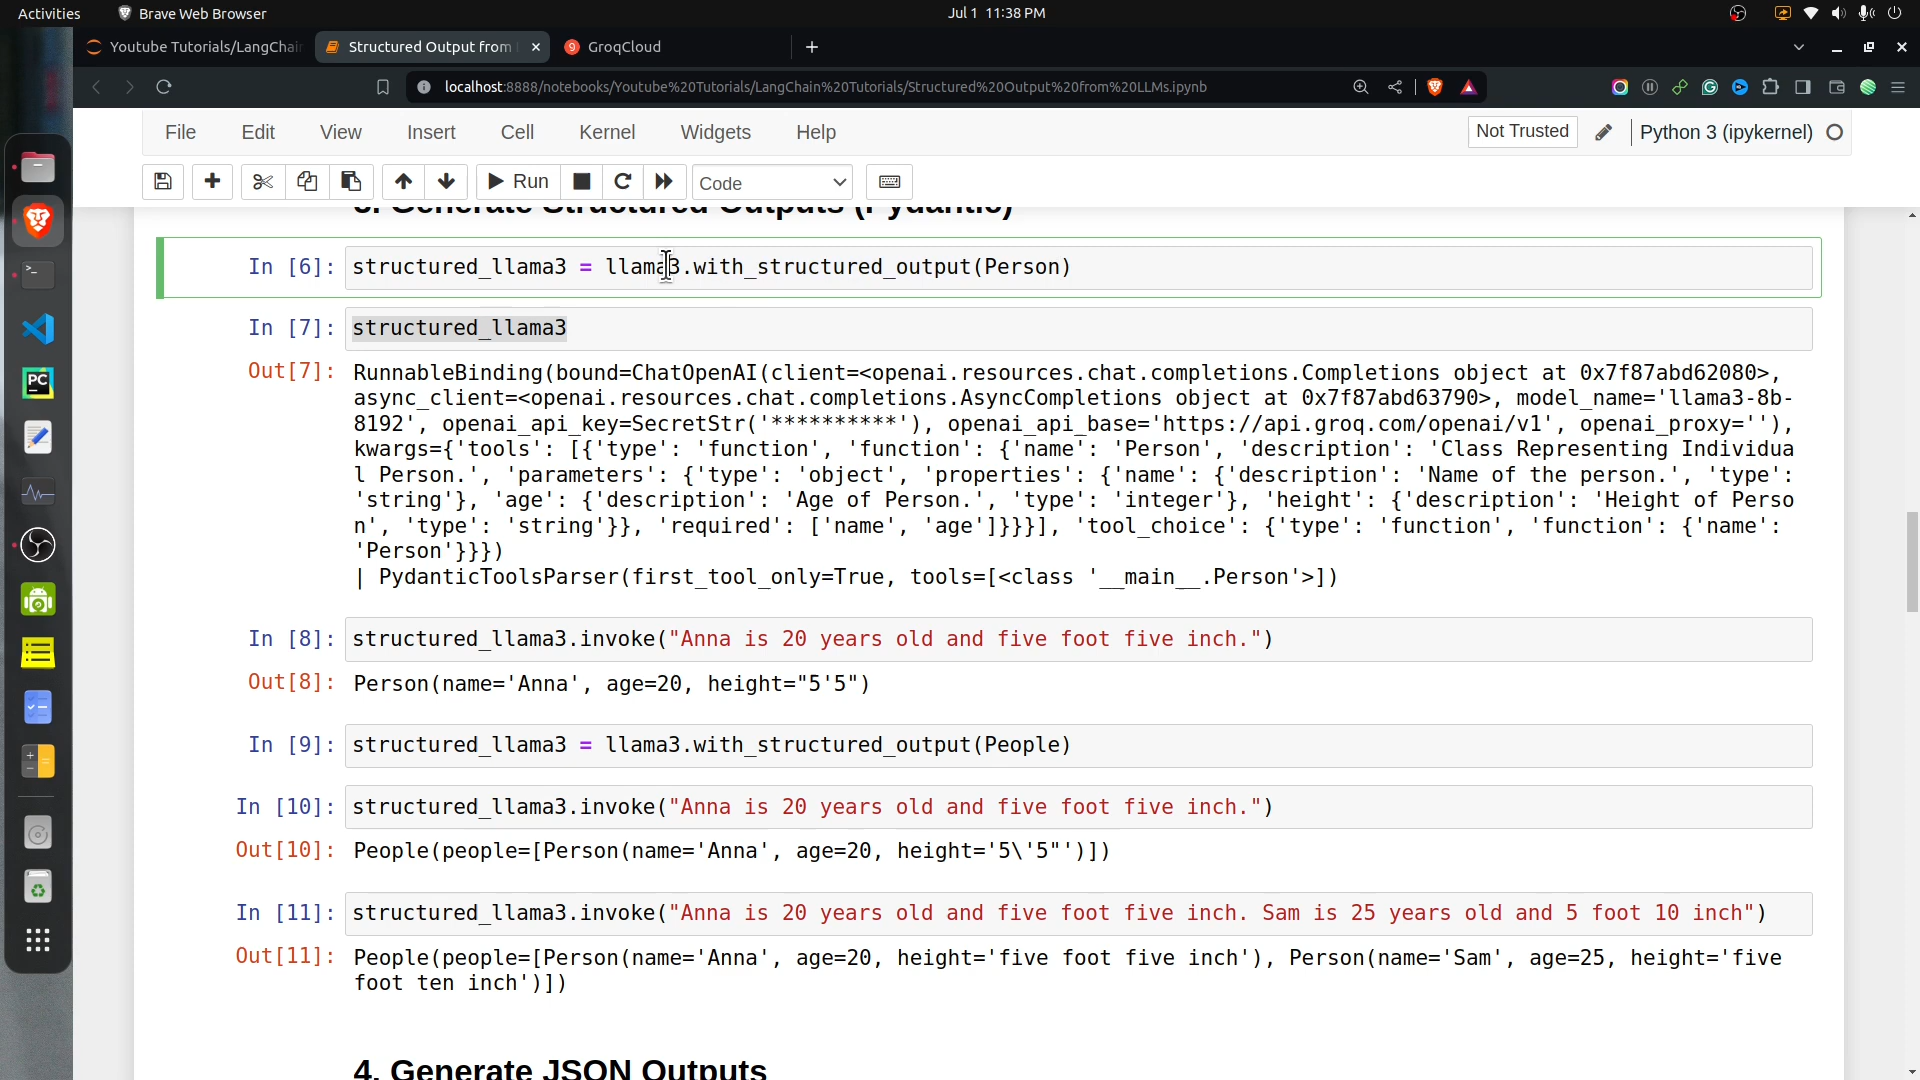 Activities Brave Web Browser Jul 1 11:38 PM
Youtube Tutorials/LangChain Structured Output from GroqCloud
localhost:8888/notebooks/Youtube%20Tutorials/LangChain%20Tutorials/Structured%20Output%20from%20LLMs.ipynb
File Edit View Insert Cell Kernel Widgets Help Not Trusted Python 3 (ipykernel)
Run Code
3. Generate Structured Outputs (Pydantic)
In [6]: structured_llama3 = llama3.with_structured_output(Person)
In [7]: structured_llama3
Out[7]: RunnableBinding(bound=ChatOpenAI(client=<openai.resources.chat.completions.Completions object at 0x7f87abd62080>,
async_client=<openai.resources.chat.completions.AsyncCompletions object at 0x7f87abd63790>, model_name='llama3-8b-
8192', openai_api_key=SecretStr('**********'), openai_api_base='https://api.groq.com/openai/v1', openai_proxy=''),
kwargs={'tools': [{'type': 'function', 'function': {'name': 'Person', 'description': 'Class Representing Individua
l Person.', 'parameters': {'type': 'object', 'properties': {'name': {'description': 'Name of the person.', 'type':
'string'}, 'age': {'description': 'Age of Person.', 'type': 'integer'}, 'height': {'description': 'Height of Perso
n', 'type': 'string'}}, 'required': ['name', 'age']}}}], 'tool_choice': {'type': 'function', 'function': {'name':
'Person'}}})
| PydanticToolsParser(first_tool_only=True, tools=[<class '__main__.Person'>])
In [8]: structured_llama3.invoke("Anna is 20 years old and five foot five inch.")
Out[8]: Person(name='Anna', age=20, height="5'5")
In [9]: structured_llama3 = llama3.with_structured_output(People)
In [10]: structured_llama3.invoke("Anna is 20 years old and five foot five inch.")
Out[10]: People(people=[Person(name='Anna', age=20, height='5\'5"')])
In [11]: structured_llama3.invoke("Anna is 20 years old and five foot five inch. Sam is 25 years old and 5 foot 10 inch")
Out[11]: People(people=[Person(name='Anna', age=20, height='five foot five inch'), Person(name='Sam', age=25, height='five
foot ten inch')])
4. Generate JSON Outputs